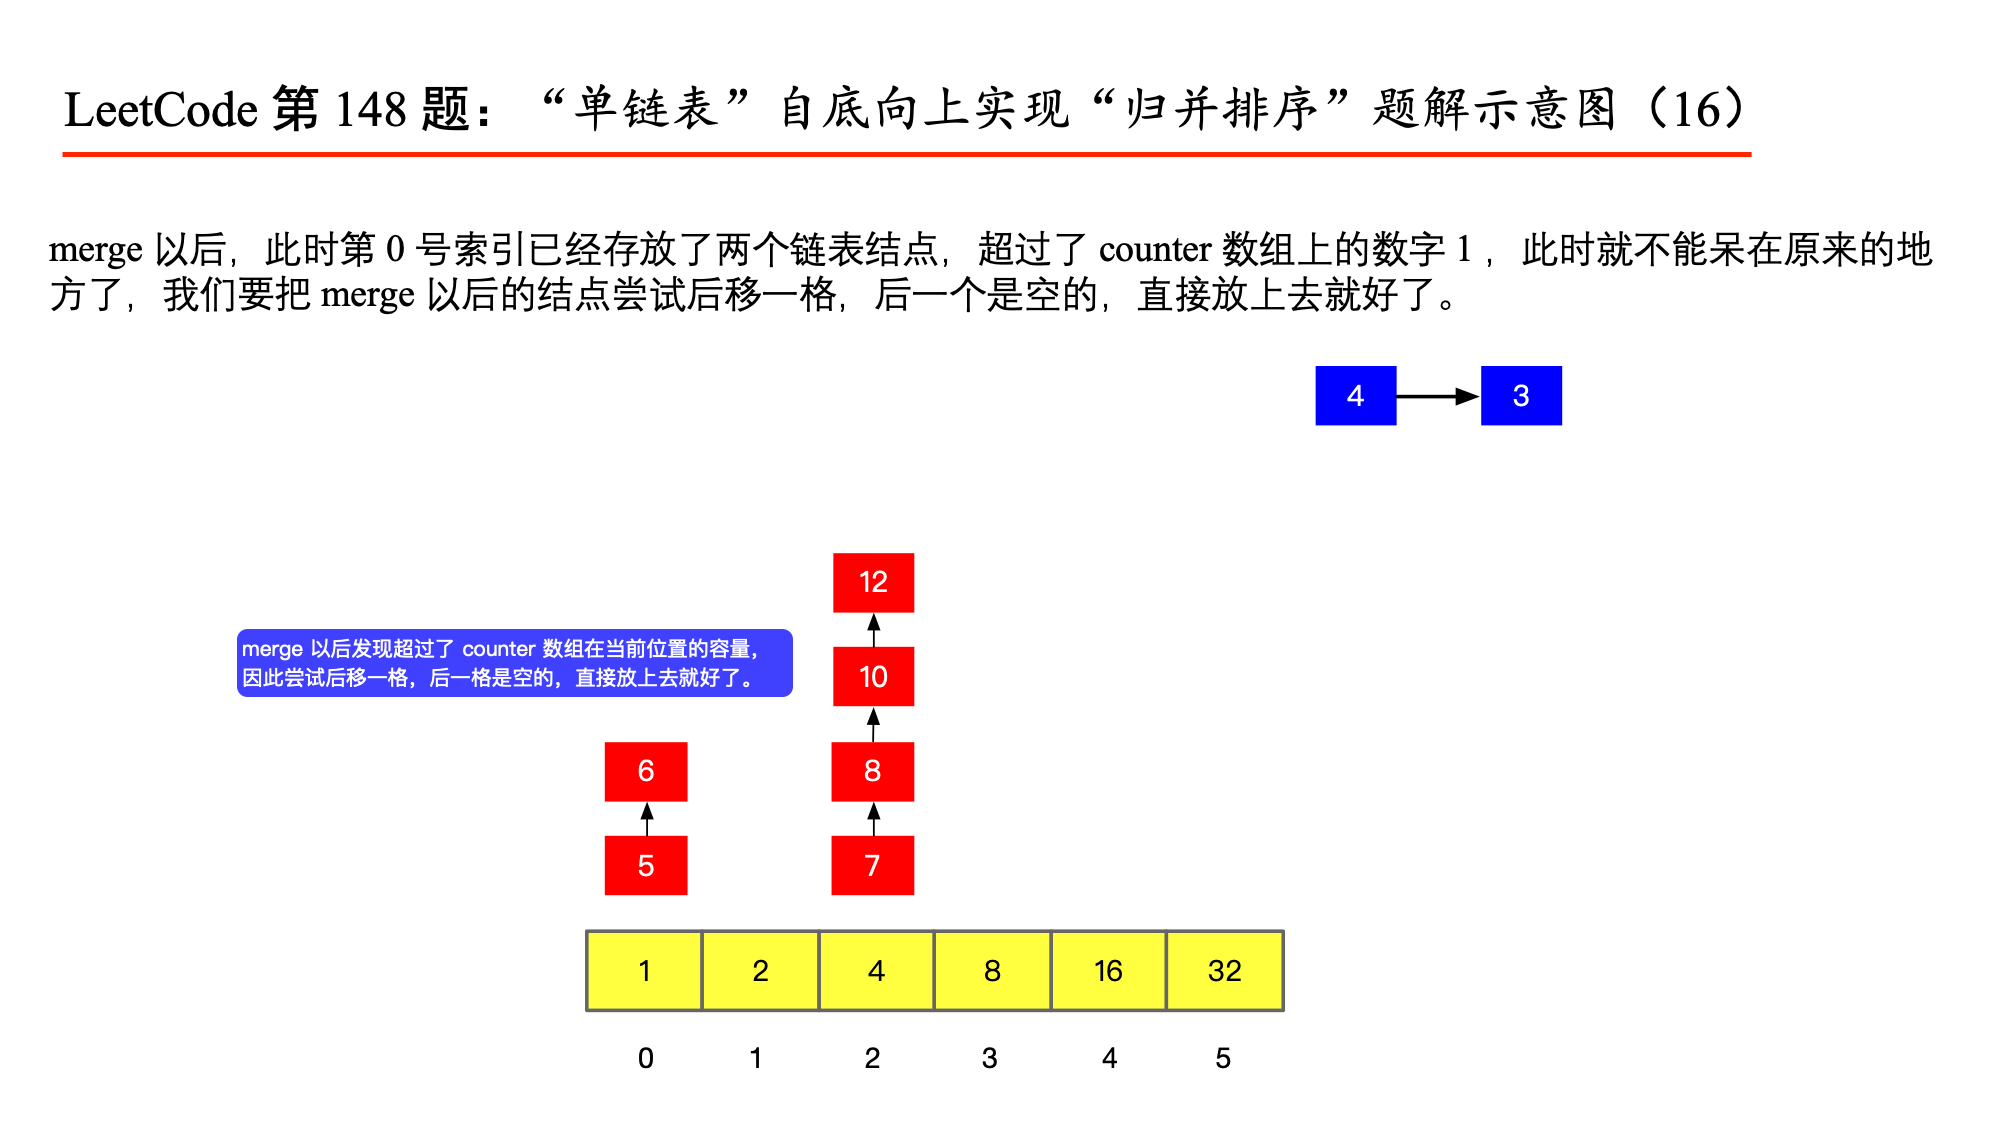 LeetCode 第 148 题：“单链表”自底向上实现“归并排序”题解示意图（16）
merge 以后，此时第 0 号索引已经存放了两个链表结点，超过了 counter 数组上的数字 1 ，此时就不能呆在原来的地
方了，我们要把 merge 以后的结点尝试后移一格，后一个是空的，直接放上去就好了。
4 3
12
merge 以后发现超过了 counter 数组在当前位置的容量，
因此尝试后移一格，后一格是空的，直接放上去就好了。
10
6 8
5 7
1 2 4 8 16 32
0 1 2 3 4 5